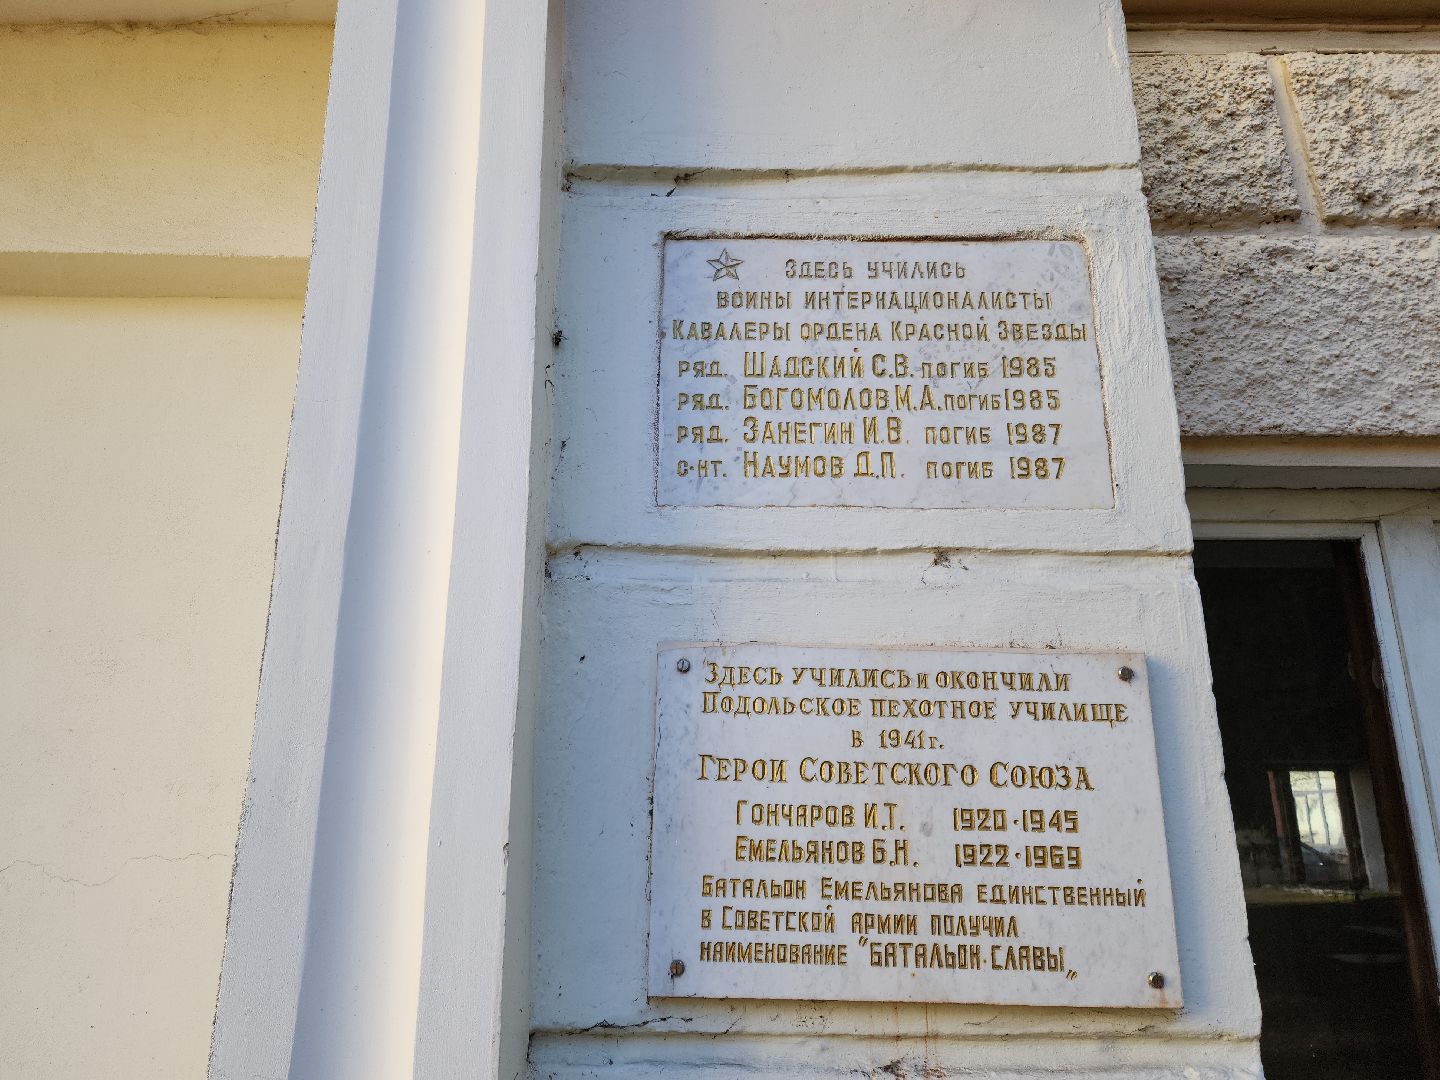 ЗДЕСЬ УЧИЛИСЬ
ВОИНЫ ИНТЕРНАЦИОНАЛИСТЫ
КАВАЛЕРЫ ОРДЕНА КРАСНОЙ ЗВЕЗДЫ
РЯД. ШАДСКИЙ С.В. ПОГИБ 1985
РЯД. БОГОМОЛОВ М.А. ПОГИБ 1985
РЯД. ЗАНЕГИН И.В. ПОГИБ 1987
С-НТ. НАУМОВ Д.П. ПОГИБ 1987
ЗДЕСЬ УЧИЛИСЬ И ОКОНЧИЛИ
ПОДОЛЬСКОЕ ПЕХОТНОЕ УЧИЛИЩЕ
В 1941 г.
ГЕРОИ СОВЕТСКОГО СОЮЗА
ГОНЧАРОВ И.Т. 1920-1945
ЕМЕЛЬЯНОВ Б.Н. 1922-1969
БАТАЛЬОН ЕМЕЛЬЯНОВА ЕДИНСТВЕННЫЙ
В СОВЕТСКОЙ АРМИИ ПОЛУЧИЛ
НАИМЕНОВАНИЕ "БАТАЛЬОН СЛАВЫ„